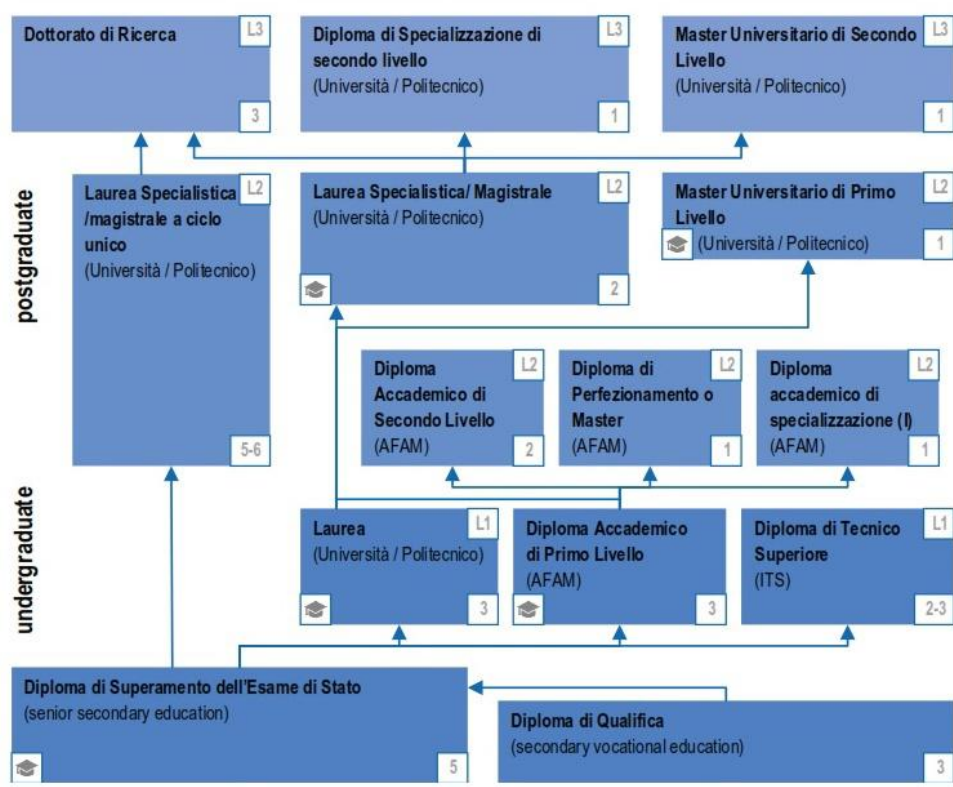 Dottorato di Ricerca
L3
3
Diploma di Specializzazione di
secondo livello
(Università / Politecnico)
L3
1
Master Universitario di Secondo
Livello
(Università / Politecnico)
L3
1
postgraduate
Laurea Specialistica
/magistrale a ciclo
unico
(Università / Politecnico)
L2
5-6
Laurea Specialistica/ Magistrale
(Università / Politecnico)
L2
2
Master Universitario di Primo
Livello
(Università / Politecnico)
L2
1
Diploma
Accademico di
Secondo Livello
(AFAM)
L2
2
Diploma di
Perfezionamento o
Master
(AFAM)
L2
1
Diploma
accademico di
specializzazione (I)
(AFAM)
L2
1
undergraduate
Laurea
(Università / Politecnico)
L1
3
Diploma Accademico
di Primo Livello
(AFAM)
3
Diploma di Tecnico
Superiore
(ITS)
L1
2-3
Diploma di Superamento dell'Esame di Stato
(senior secondary education)
5
Diploma di Qualifica
(secondary vocational education)
3